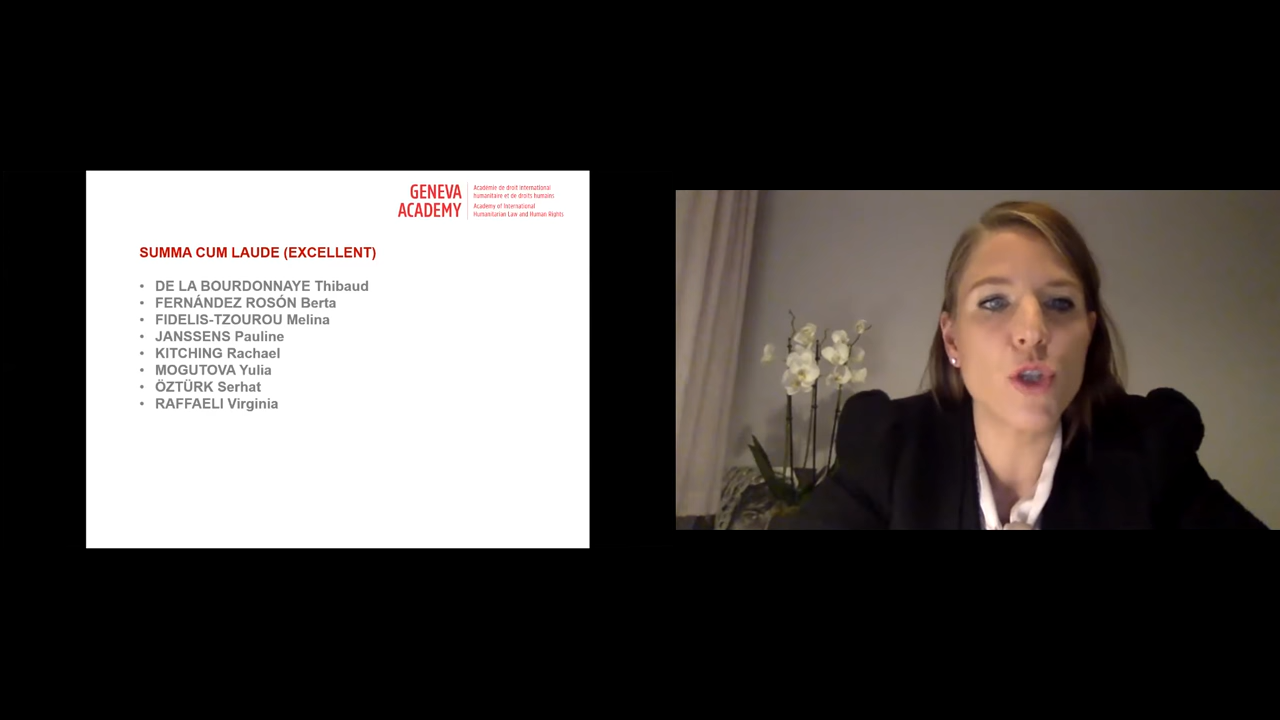 GENEVA
ACADEMY
Académie de droit international
humanitaire et de droits humains
Academy of International
Humanitarian Law and Human Rights
SUMMA CUM LAUDE (EXCELLENT)
• DE LA BOURDONNAYE Thibaud
• FERNÁNDEZ ROSÓN Berta
• FIDELIS-TZOUROU Melina
• JANSSENS Pauline
• KITCHING Rachael
• MOGUTOVA Yulia
• ÖZTÜRK Serhat
• RAFFAELI Virginia